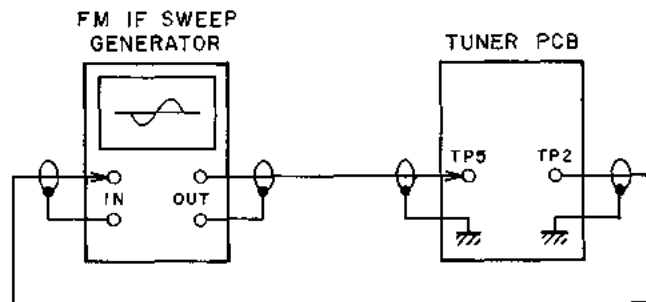 FM IF SWEEP
GENERATOR
TUNER PCB
TP5 TP2
IN OUT